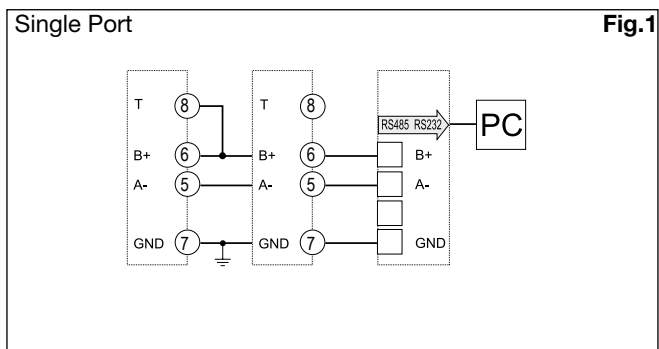 Single Port Fig.1
T 8 T 8
RS485 RS232 PC
B+ 6 B+ 6 B+
A- 5 A- 5 A-
GND 7 GND 7 GND